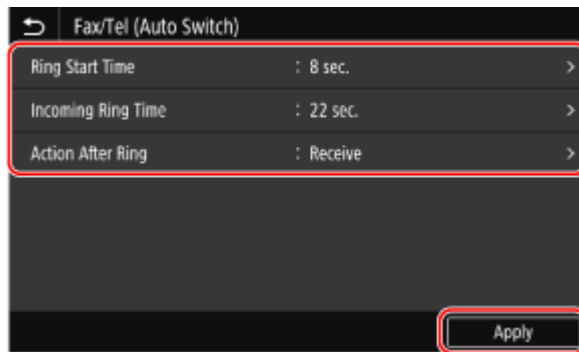 Fax/Tel (Auto Switch)
Ring Start Time : 8 sec. >
Incoming Ring Time : 22 sec. >
Action After Ring : Receive >
Apply